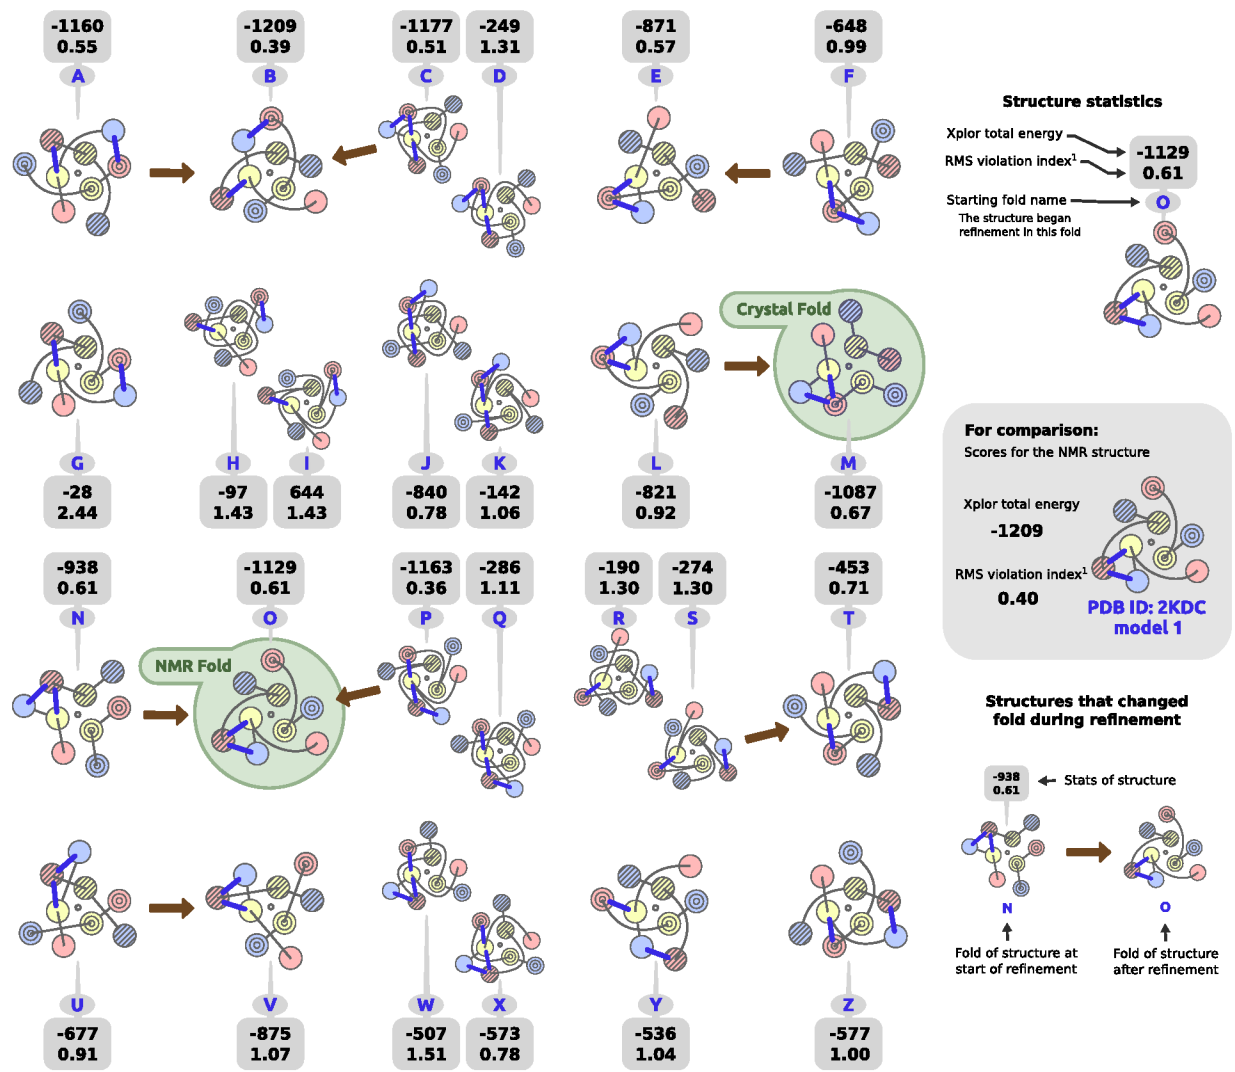 -1160
0.55
A
-1209
0.39
B
-1177
0.51
C
-249
1.31
D
-871
0.57
E
-648
0.99
F
Structure statistics
Xplor total energy
RMS violation index1
-1129
0.61
Starting fold name
O
The structure began
refinement in this fold
Crystal Fold
G
-28
2.44
H
-97
1.43
I
644
1.43
J
-840
0.78
K
-142
1.06
L
-821
0.92
M
-1087
0.67
For comparison:
Scores for the NMR structure
Xplor total energy
-1209
RMS violation index1
0.40
PDB ID: 2KDC
model 1
-938
0.61
N
-1129
0.61
O
-1163
0.36
P
-286
1.11
Q
-190
1.30
R
-274
1.30
S
-453
0.71
T
NMR Fold
Structures that changed
fold during refinement
-938
0.61
Stats of structure
N
O
Fold of structure at
start of refinement
Fold of structure
after refinement
U
-677
0.91
V
-875
1.07
W
-507
1.51
X
-573
0.78
Y
-536
1.04
Z
-577
1.00